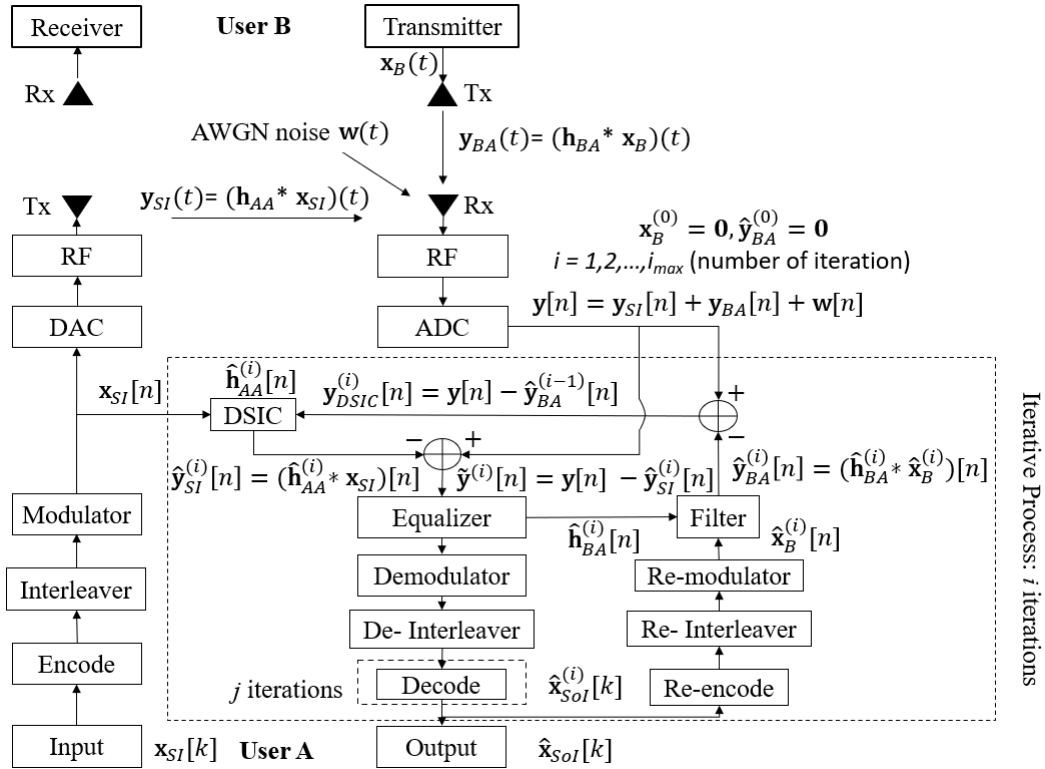 Receiver
User B
Transmitter
𝐱_B(t)
Rx
Tx
AWGN noise 𝐰(t)
𝐲_BA(t)= (𝐡_BA * 𝐱_B)(t)
𝐲_SI(t)= (𝐡_AA * 𝐱_SI)(t)
Tx
Rx
𝐱_B^(0) = 𝟎, 𝐲̂_BA^(0) = 𝟎
RF
RF
i = 1,2,...,i_max (number of iteration)
𝐲[n] = 𝐲_SI[n] + 𝐲_BA[n] + 𝐰[n]
DAC
ADC
𝐱_SI[n]
𝐡̂_AA^(i)[n]
𝐲_DSIC^(i)[n] = 𝐲[n] − 𝐲̂_BA^(i−1)[n]
+
−
DSIC
− +
𝐲̂_SI^(i)[n] = (𝐡̂_AA^(i) * 𝐱_SI)[n]
𝐲̃^(i)[n] = 𝐲[n] − 𝐲̂_SI^(i)[n]
𝐲̂_BA^(i)[n] = (𝐡̂_BA^(i) * 𝐱̂_B^(i))[n]
Modulator
Equalizer
Filter
𝐡̂_BA^(i)[n]
𝐱̂_B^(i)[n]
Interleaver
Demodulator
Re-modulator
De- Interleaver
Re- Interleaver
Encode
j iterations
Decode
𝐱̂_SoI^(i)[k]
Re-encode
Iterative Process: i iterations
Input
𝐱_SI[k]
User A
Output
𝐱̂_SoI[k]